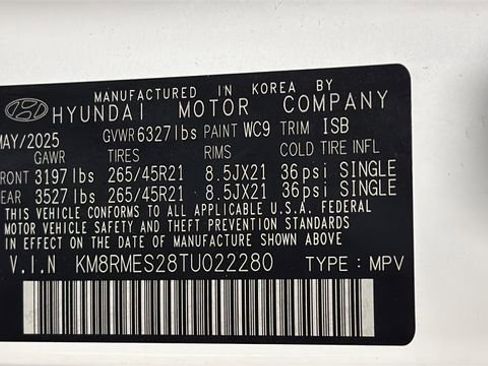 MANUFACTURED IN KOREA BY
HYUNDAI MOTOR COMPANY
MAY/2025 GVWR 6327lbs PAINT WC9 TRIM ISB
GAWR TIRES RIMS COLD TIRE INFL
FRONT 3197lbs 265/45R21 8.5JX21 36psi SINGLE
REAR 3527lbs 265/45R21 8.5JX21 36psi SINGLE
THIS VEHICLE CONFORMS TO ALL APPLICABLE U.S.A. FEDERAL
MOTOR VEHICLE SAFETY AND THEFT PREVENTION STANDARDS
IN EFFECT ON THE DATE OF MANUFACTURE SHOWN ABOVE.
V.I.N KM8RMES28TU022280 TYPE : MPV